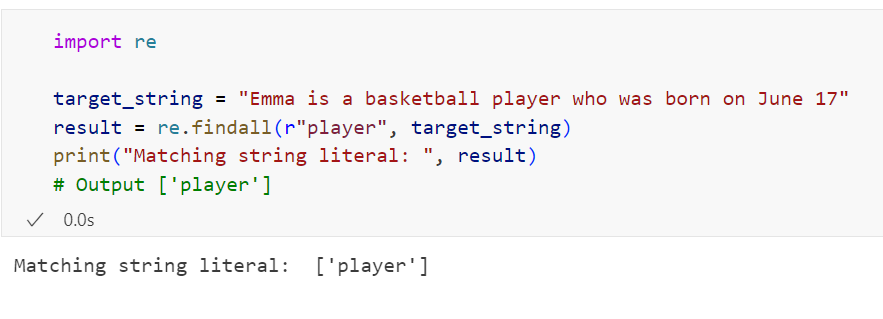 import re
target_string = "Emma is a basketball player who was born on June 17"
result = re.findall(r"player", target_string)
print("Matching string literal: ", result)
# Output ['player']
✓ 0.0s
Matching string literal:  ['player']